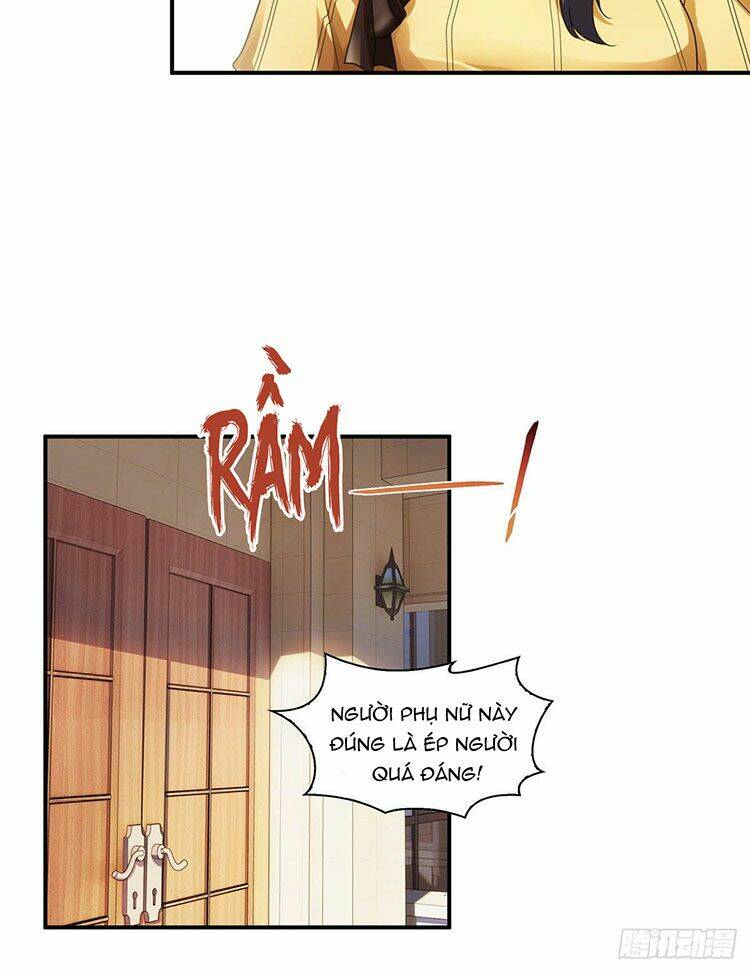 RẦM—!
NGƯỜI PHỤ NỮ NÀY
ĐÚNG LÀ ÉP NGƯỜI
QUÁ ĐÁNG!
腾讯动漫